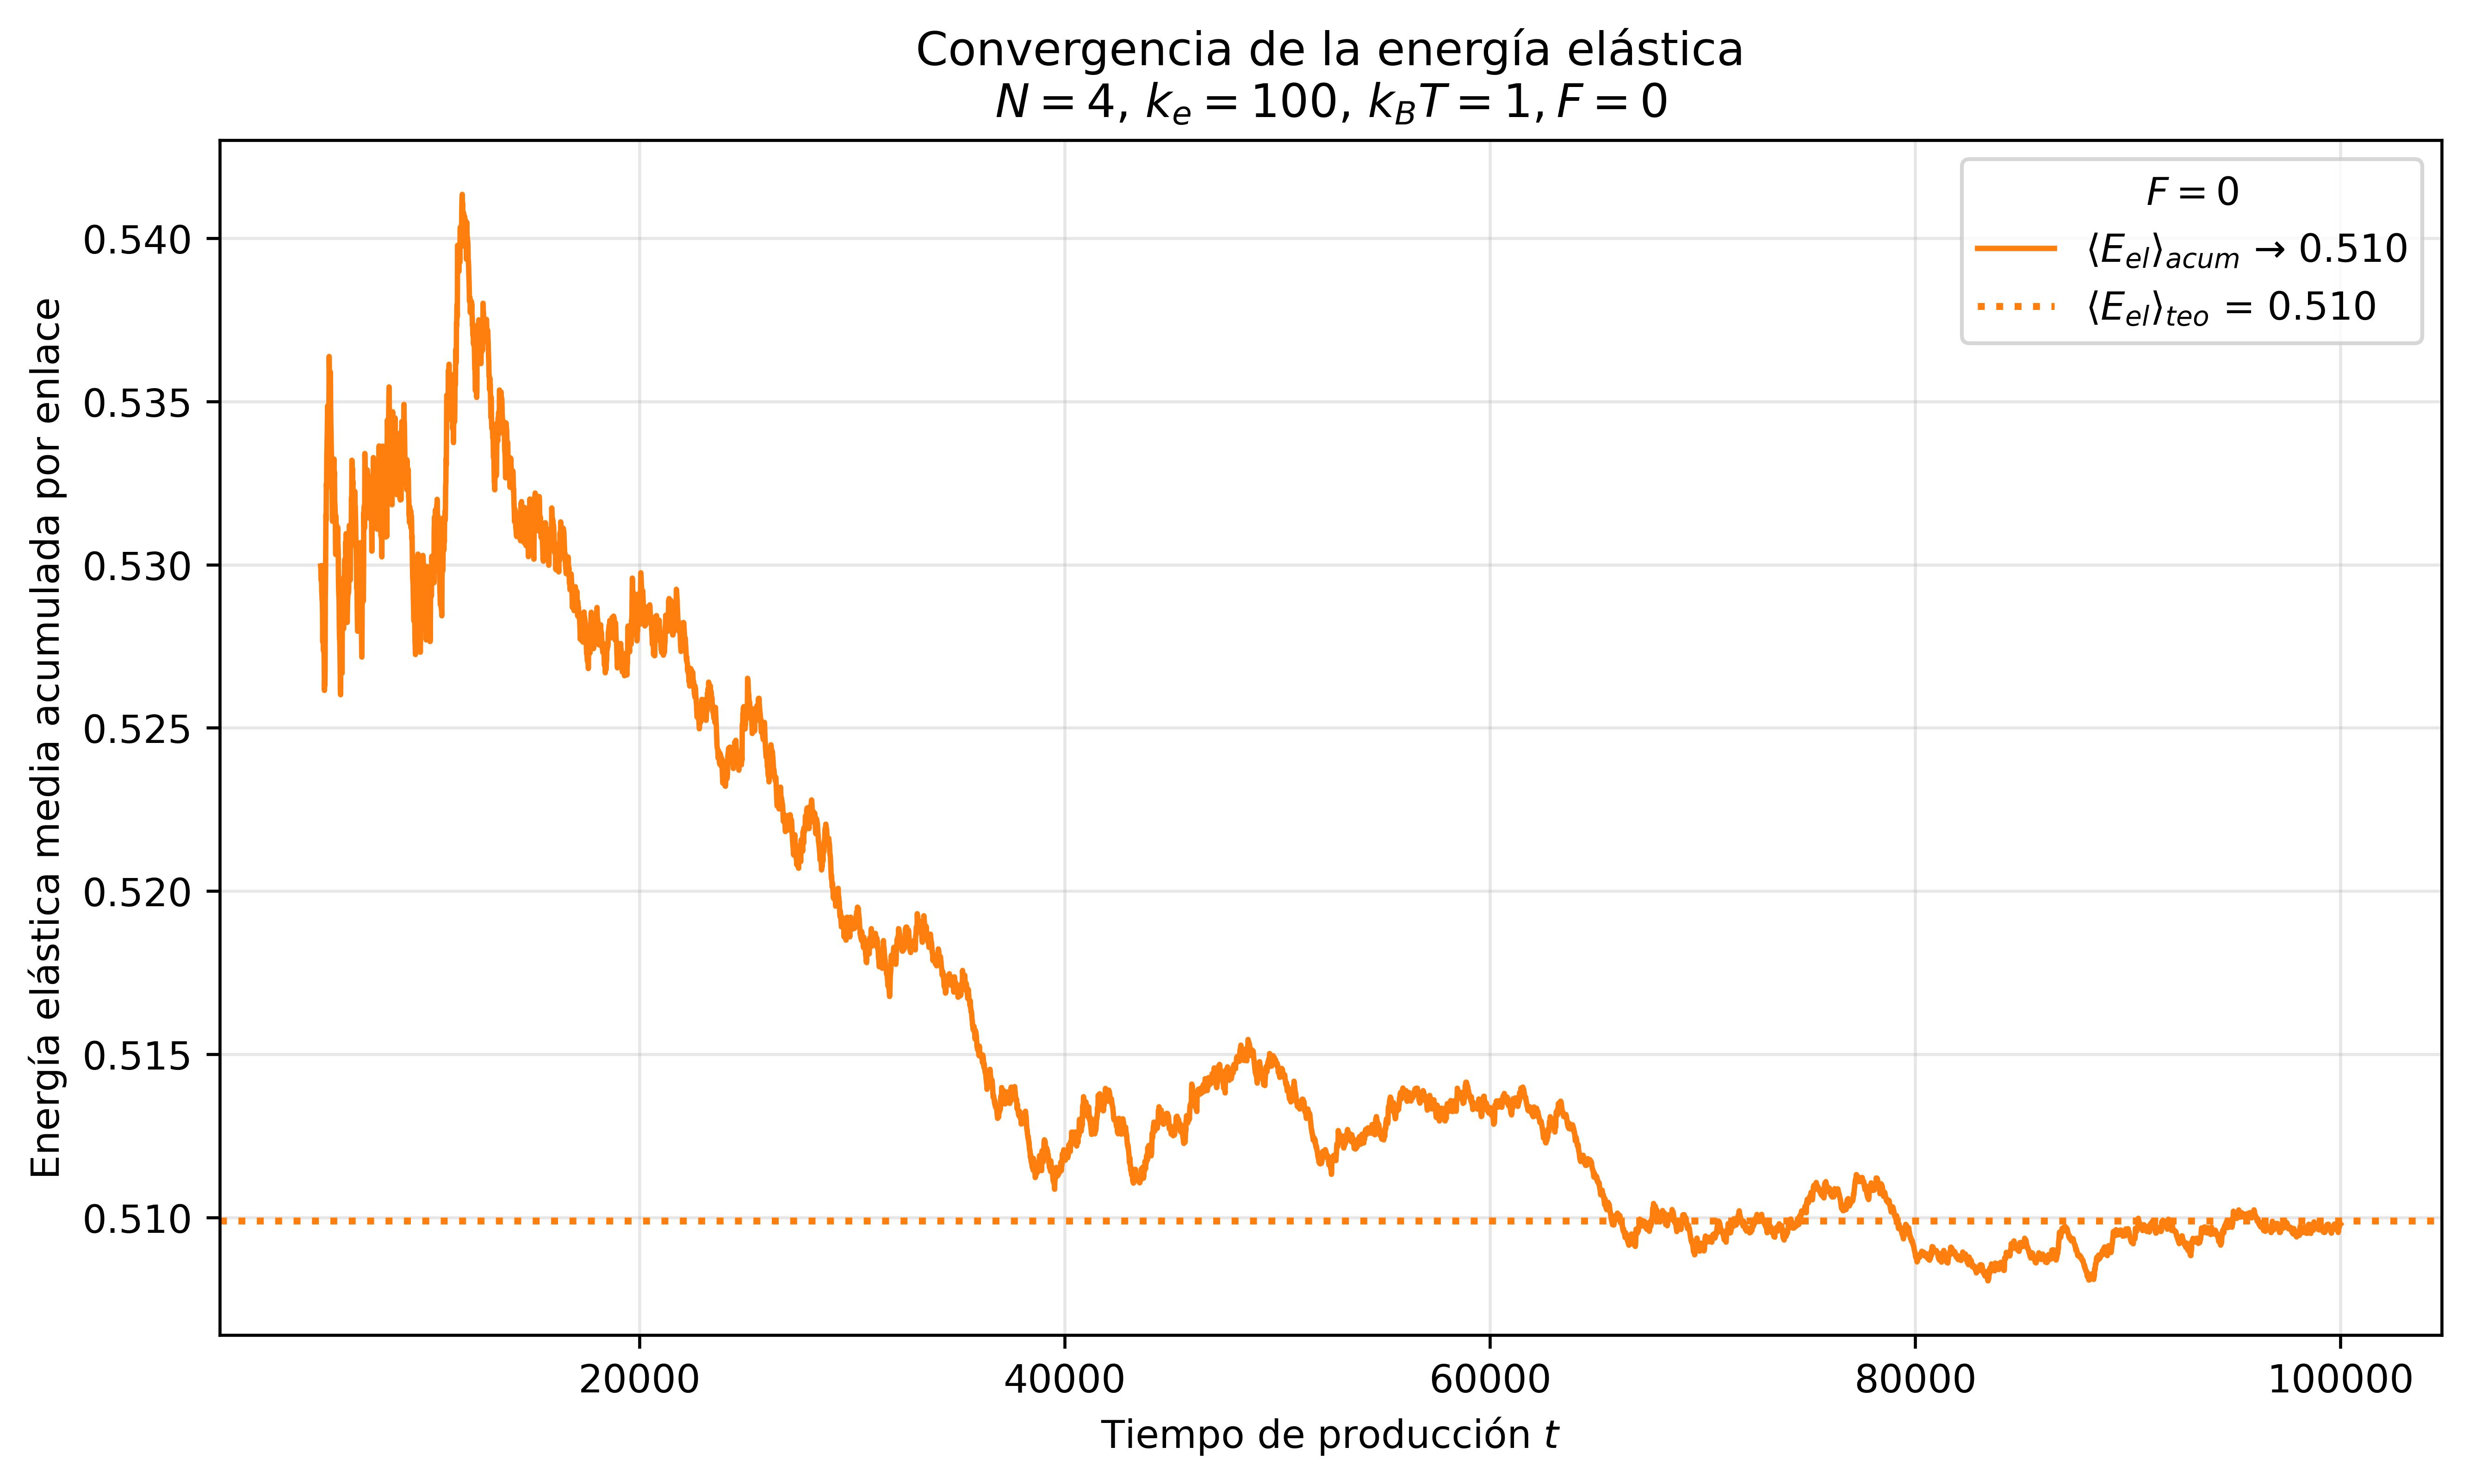 Convergencia de la energía elástica
N = 4, kₑ = 100, k_BT = 1, F = 0
F = 0
⟨E_el⟩_acum → 0.510
⟨E_el⟩_teo = 0.510
Energía elástica media acumulada por enlace
0.540
0.535
0.530
0.525
0.520
0.515
0.510
20000
40000
60000
80000
100000
Tiempo de producción t